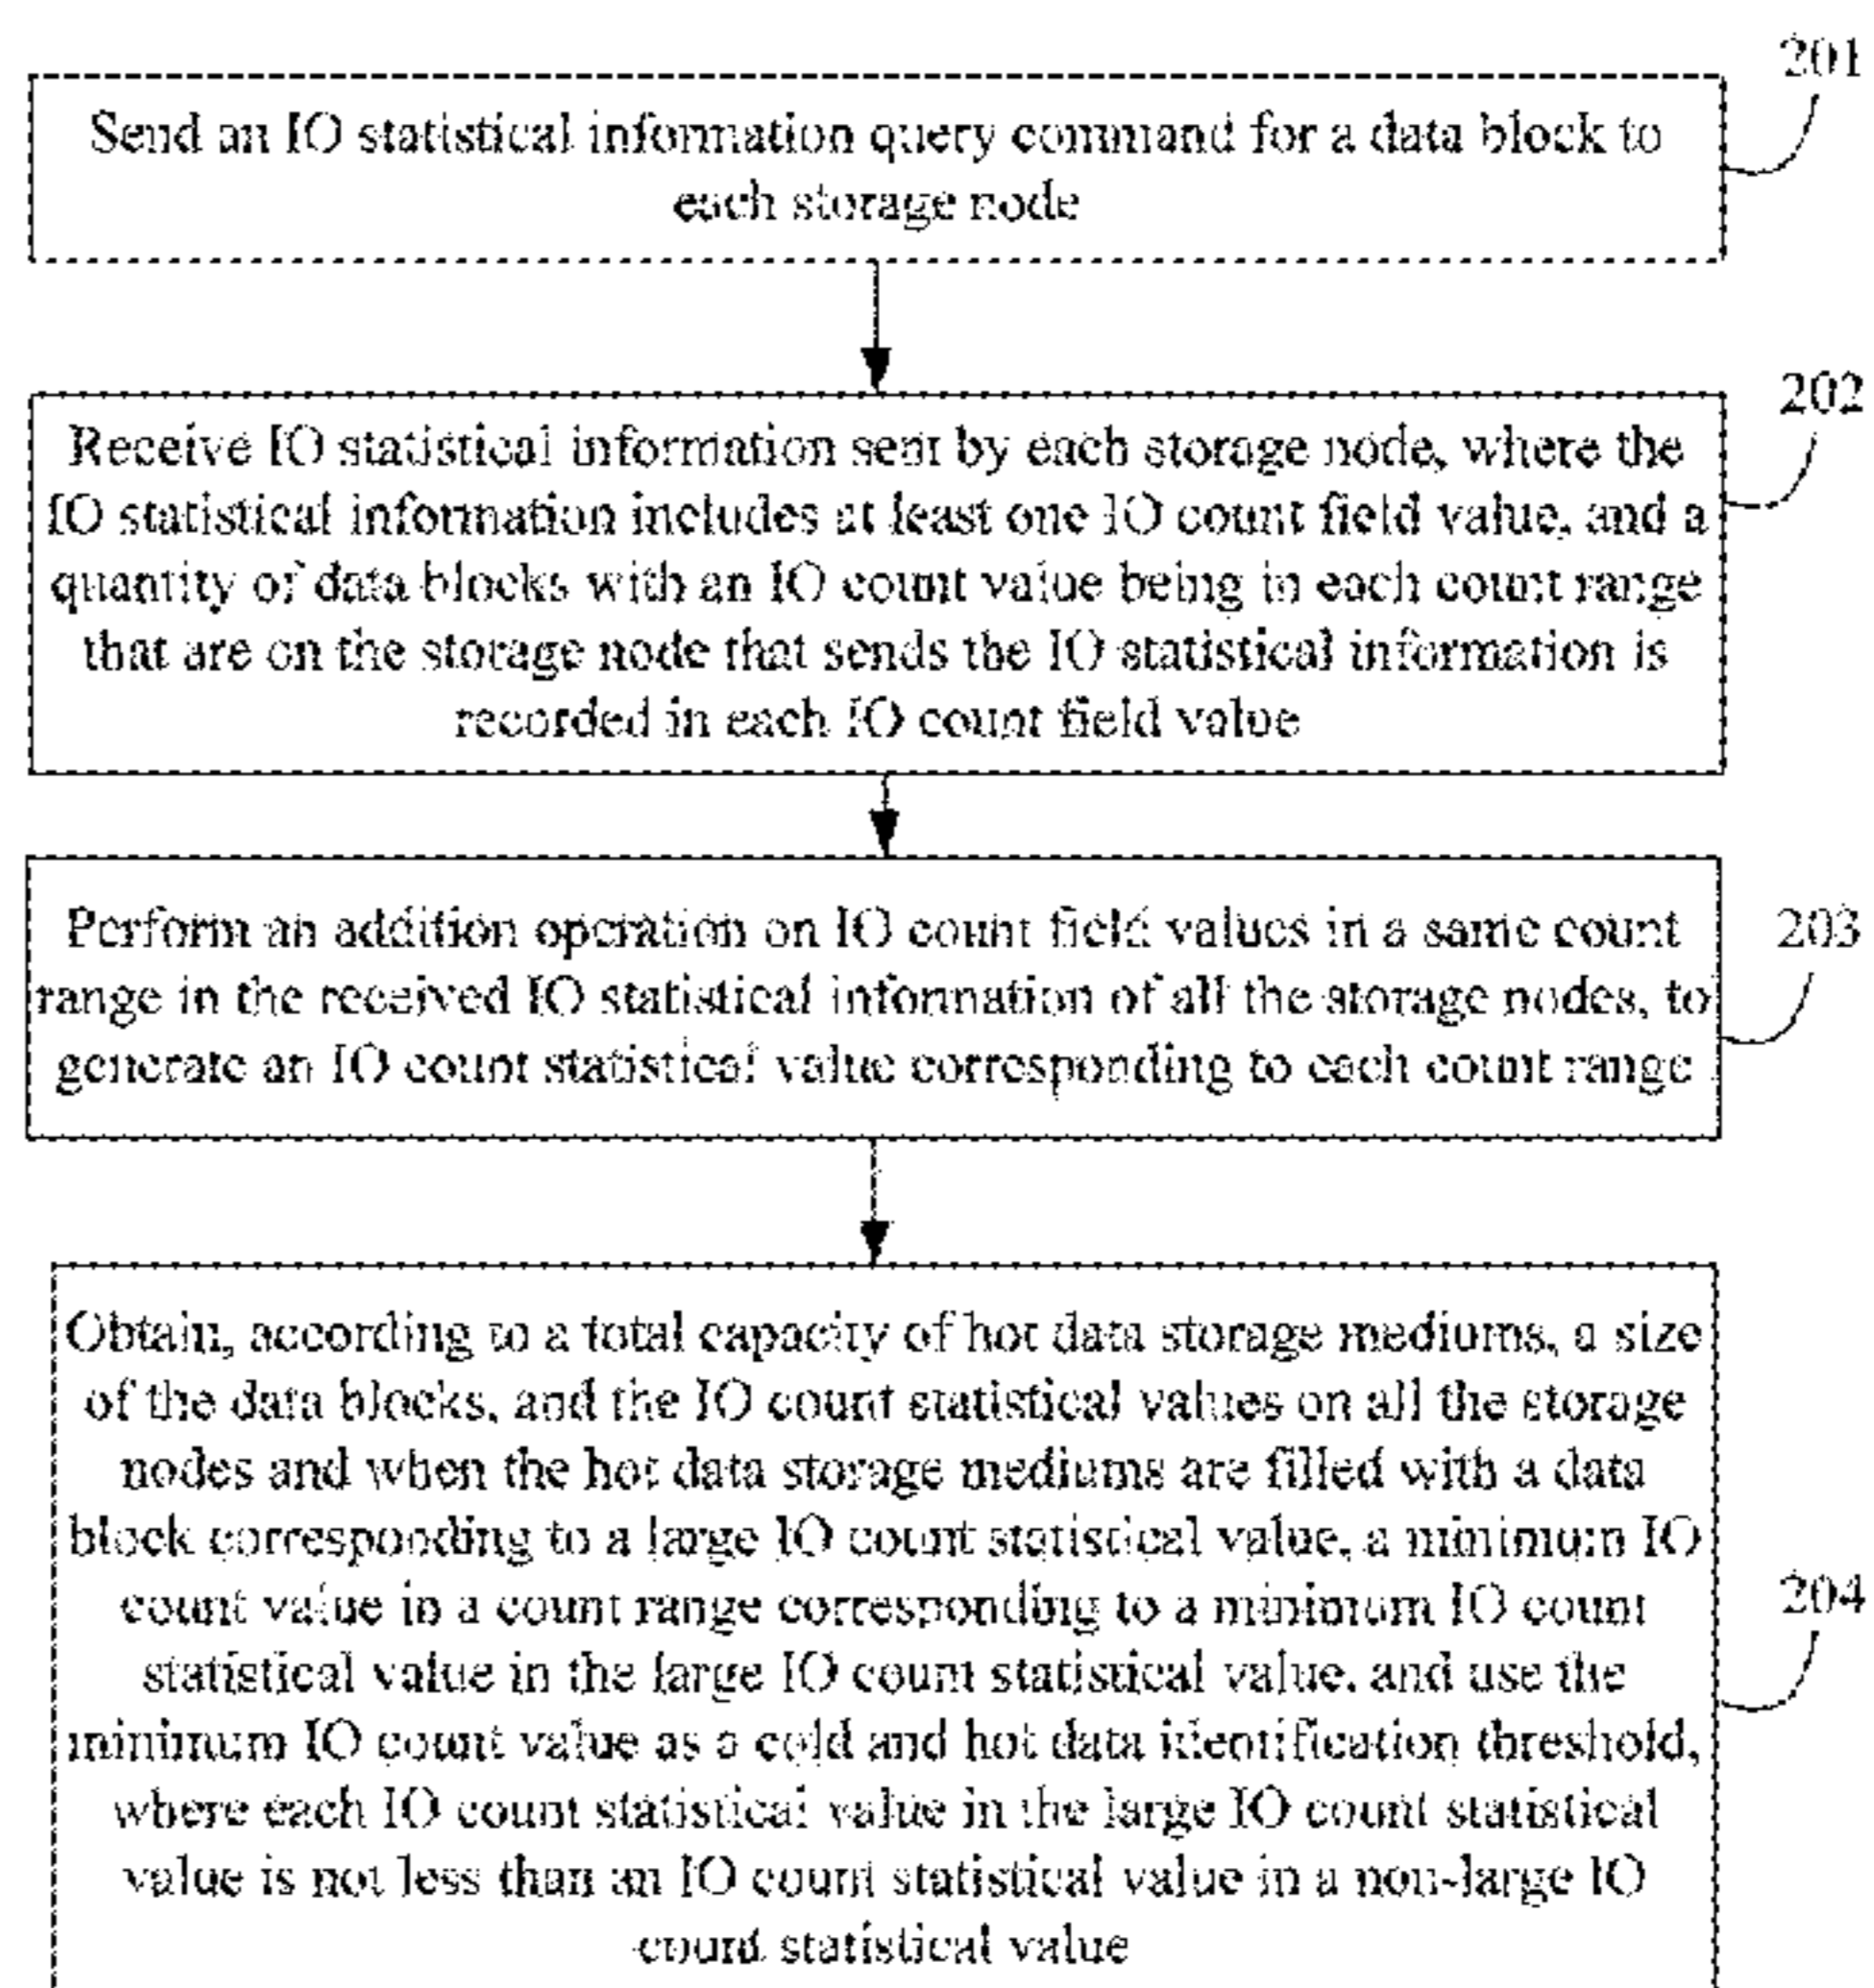 201
Send an IO statistical information query command for a data block to
each storage node
202
Receive IO statistical information sent by each storage node, where the
IO statistical information includes at least one IO count field value, and a
quantity of data blocks with an IO count value being in each count range
that are on the storage node that sends the IO statistical information is
recorded in each IO count field value
203
Perform an addition operation on IO count field values in a same count
range in the received IO statistical information of all the storage nodes, to
generate an IO count statistical value corresponding to each count range
Obtain, according to a total capacity of hot data storage mediums, a size
of the data blocks, and the IO count statistical values on all the storage
nodes and when the hot data storage mediums are filled with a data
block corresponding to a large IO count statistical value, a minimum IO
count value in a count range corresponding to a minimum IO count
204
statistical value in the large IO count statistical value, and use the
minimum IO count value as a cold and hot data identification threshold,
where each IO count statistical value in the large IO count statistical
value is not less than an IO count statistical value in a non-large IO
count statistical value